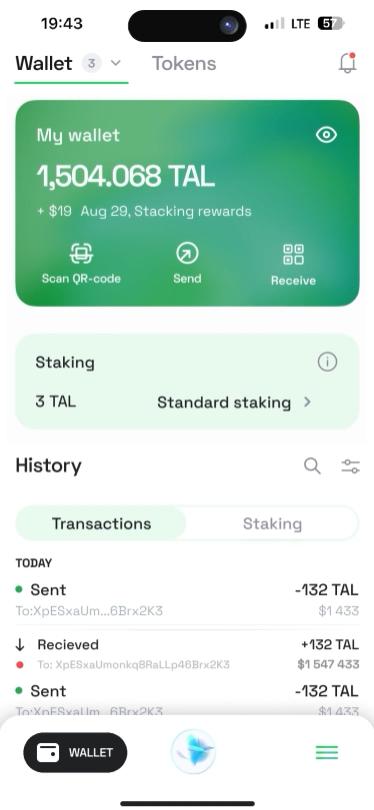 19:43 LTE 57
Wallet 3 Tokens
My wallet
1,504.068 TAL
+ $19 Aug 29, Stacking rewards
Scan QR-code Send Receive
Staking
3 TAL Standard staking
History
Transactions Staking
TODAY
Sent -132 TAL
To:XpESxaUm...6Brx2K3 $1 433
Recieved +132 TAL
To: XpESxaUmonkq8RaLLp46Brx2K3 $1 547 433
Sent -132 TAL
To:XpESxaUm...6Brx2K3 $1 433
WALLET